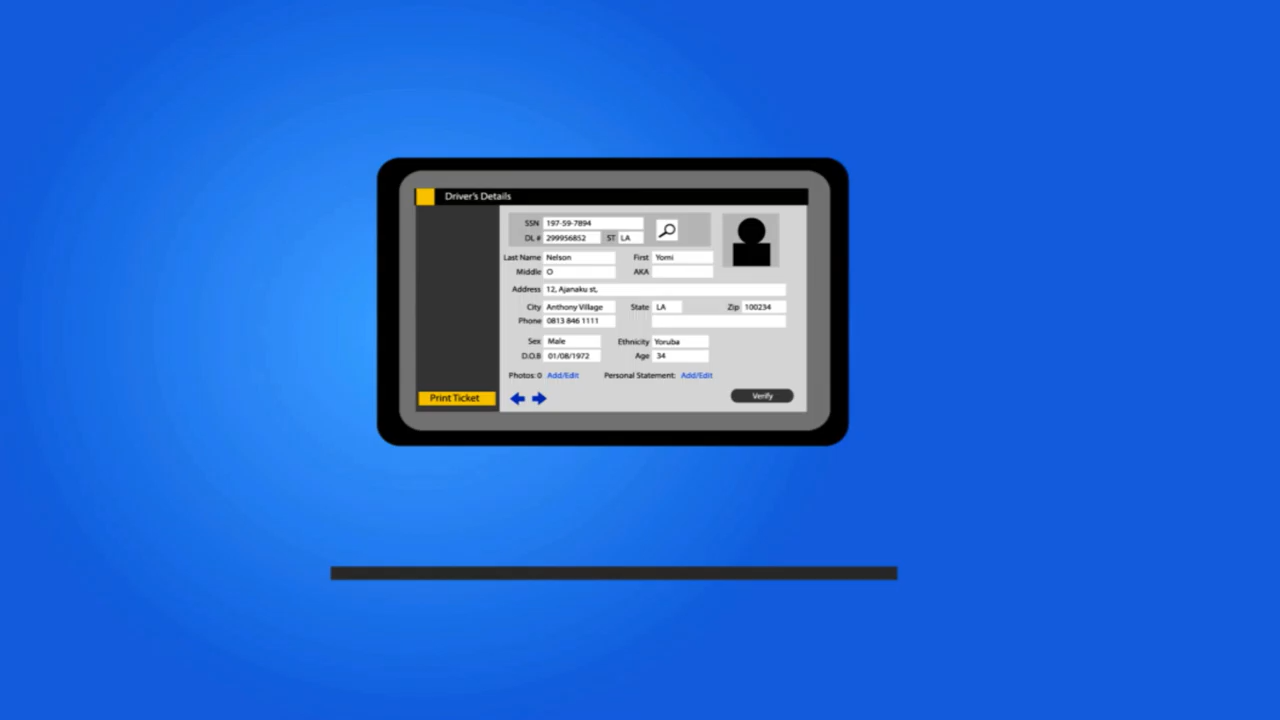 Driver's Details
SSN 197-59-7894
DL # 299956852 ST LA
Last Name Nelson First Yomi
Middle O AKA
Address 12, Ajanaku st,
City Anthony Village State LA Zip 100234
Phone 0813 846 1111
Sex Male Ethnicity Yoruba
D.O.B 01/08/1972 Age 34
Photos: 0 Add/Edit Personal Statement: Add/Edit
Print Ticket Verify